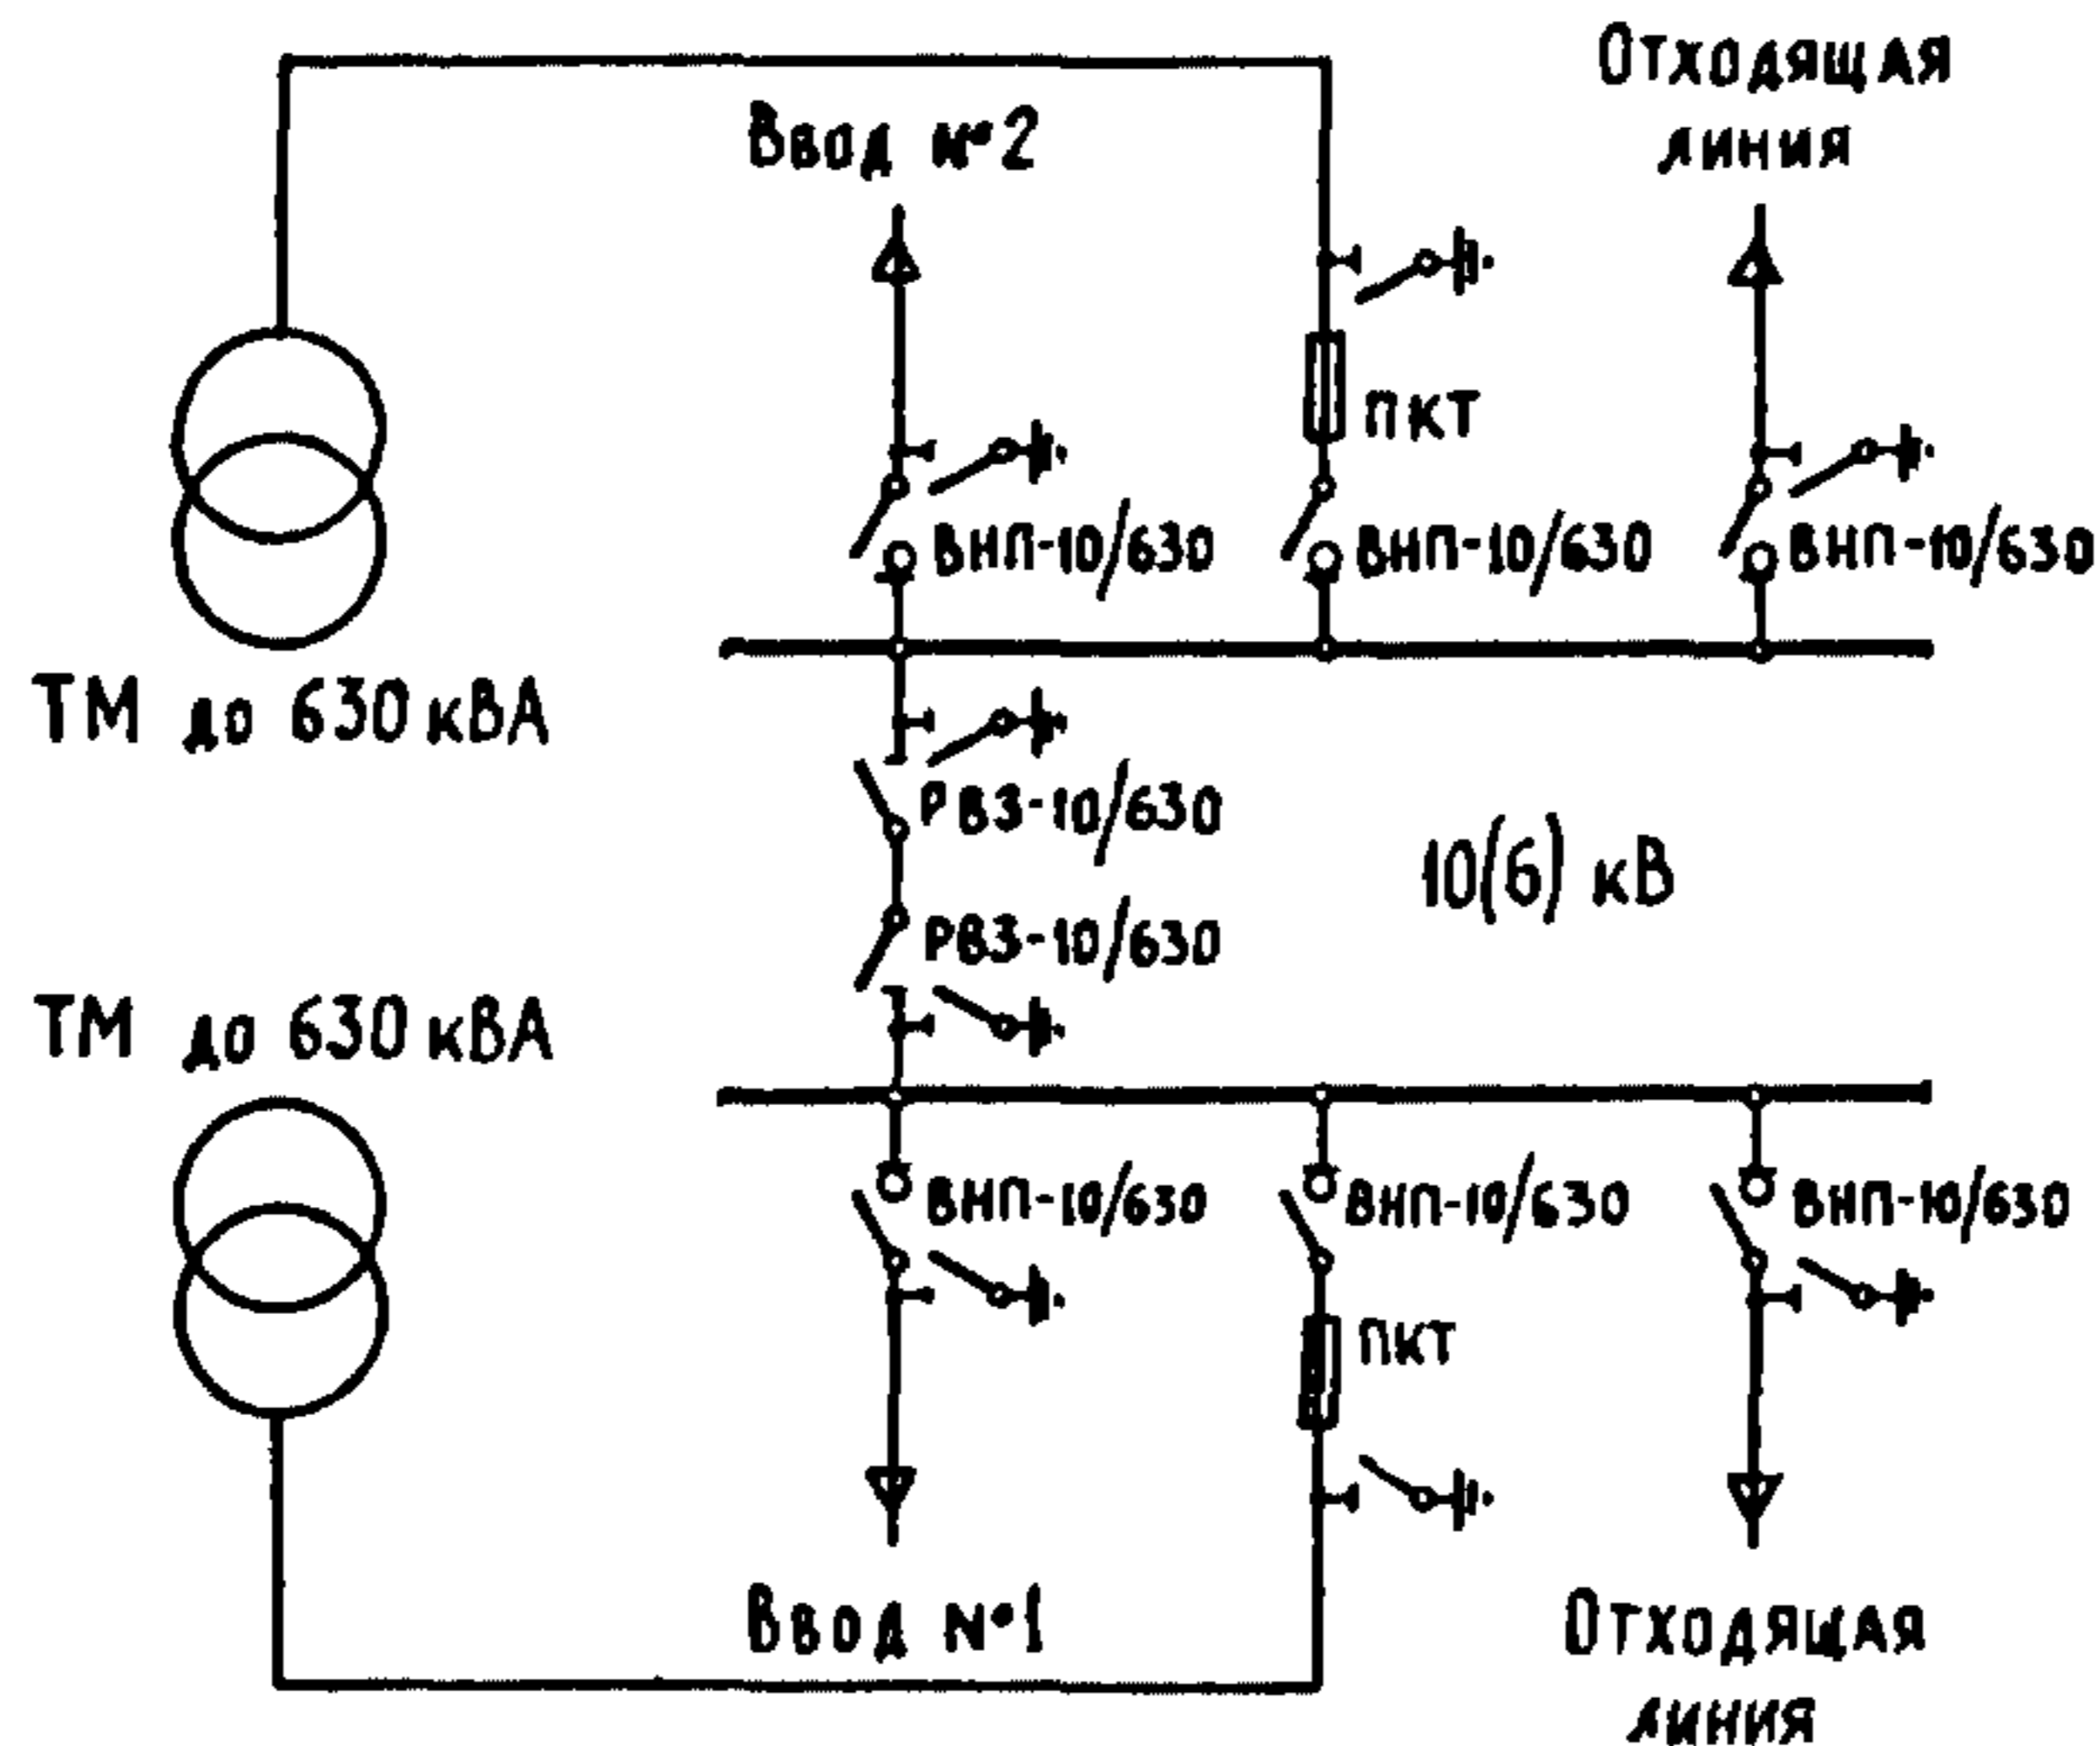 Отходящая
линия
Ввод №2
ПКТ
ВНП-10/630
ВНП-10/630
ВНП-10/630
ТМ до 630 кВА
РВЗ-10/630
10(6) кВ
РВЗ-10/630
ТМ до 630 кВА
ВНП-10/630
ВНП-10/630
ВНП-10/630
ПКТ
Ввод №1
Отходящая
линия